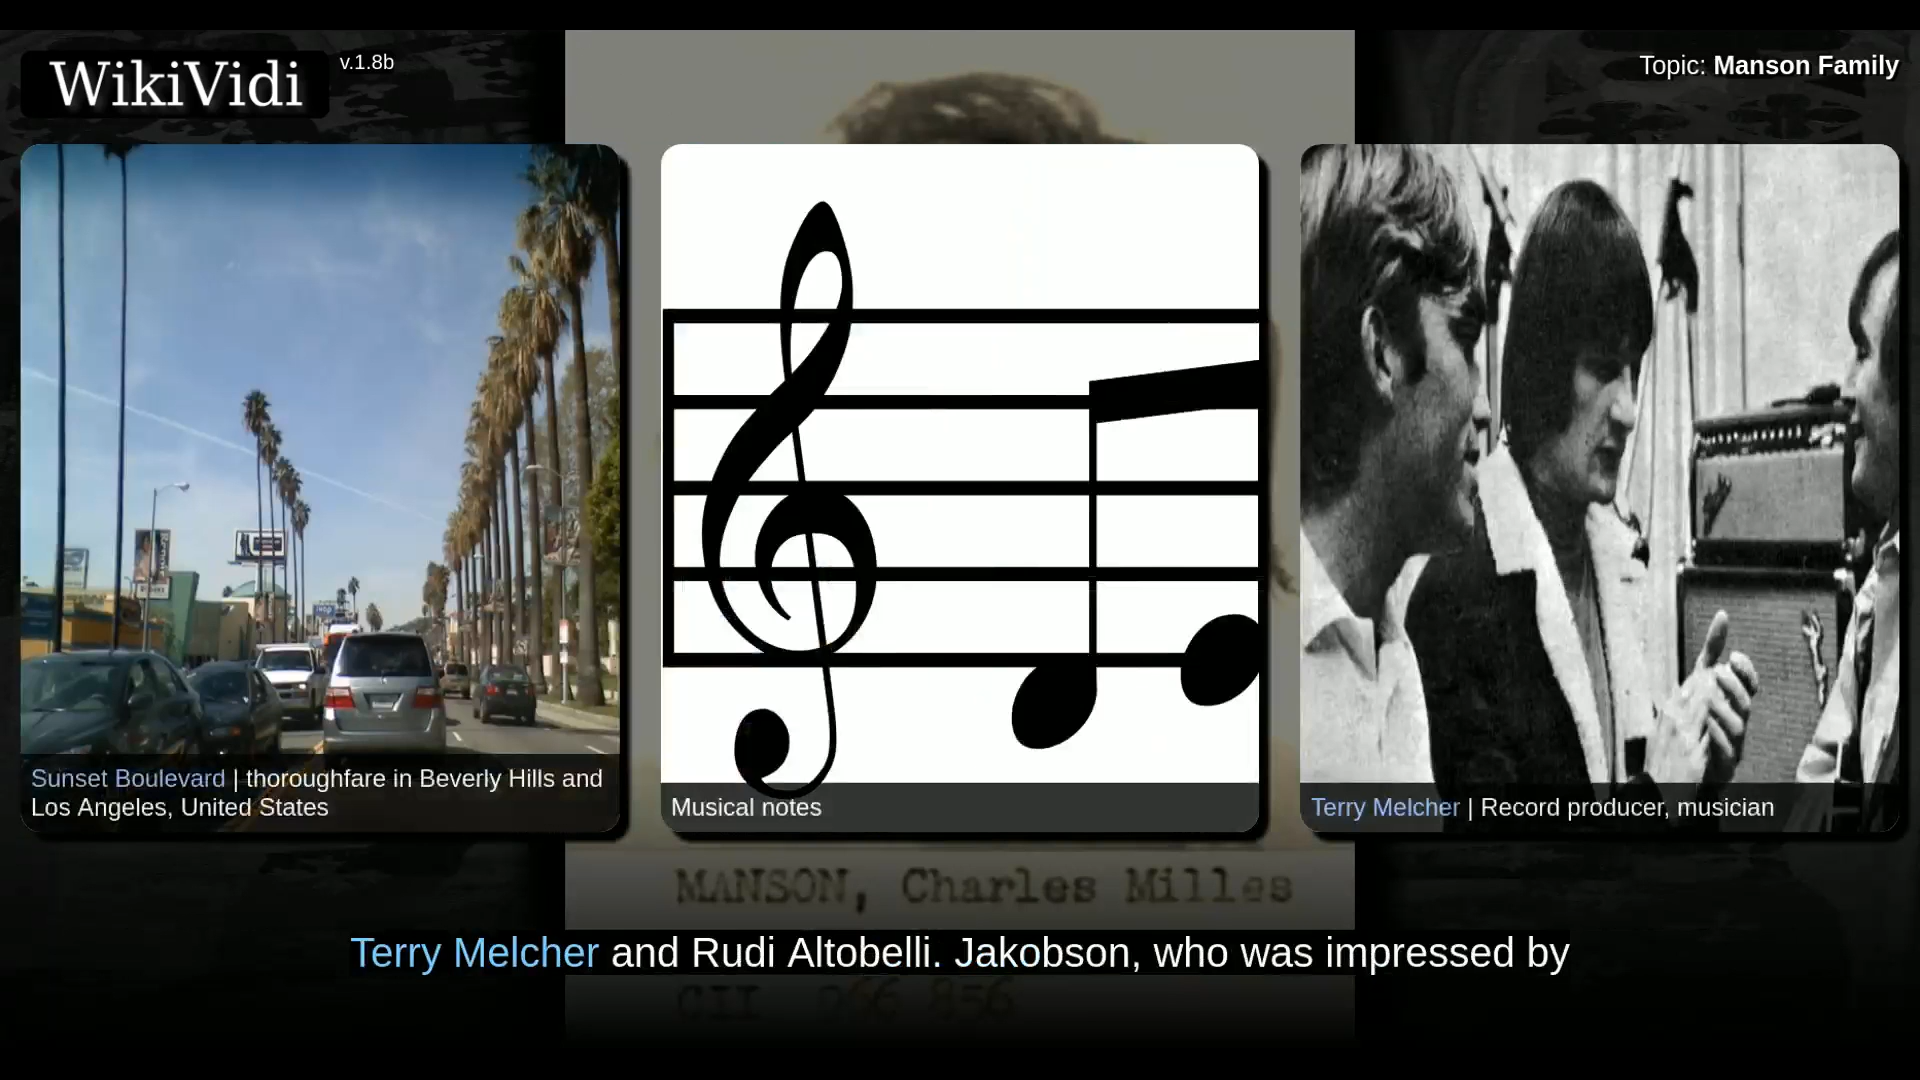 WikiVidi
v.1.8b
Topic: Manson Family
Sunset Boulevard | thoroughfare in Beverly Hills and
Los Angeles, United States
Musical notes
Terry Melcher | Record producer, musician
MANSON, Charles Milles
Terry Melcher and Rudi Altobelli. Jakobson, who was impressed by